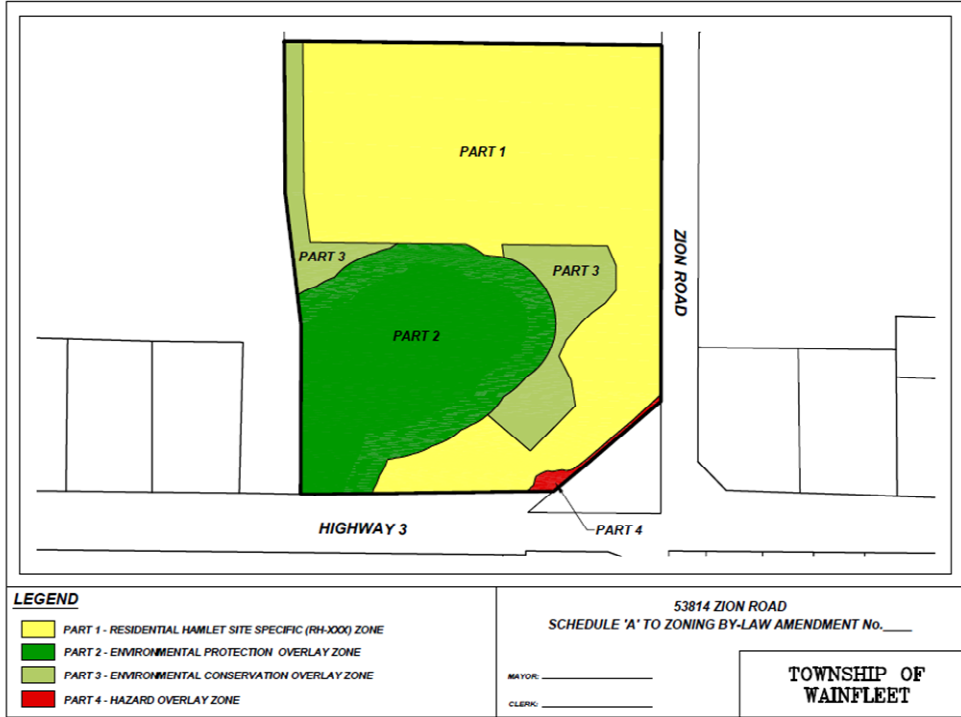 PART 1
ZION ROAD
PART 3
PART 3
PART 2
HIGHWAY 3
PART 4
LEGEND
PART 1 - RESIDENTIAL HAMLET SITE SPECIFIC (RH-XXX) ZONE
PART 2 - ENVIRONMENTAL PROTECTION OVERLAY ZONE
PART 3 - ENVIRONMENTAL CONSERVATION OVERLAY ZONE
PART 4 - HAZARD OVERLAY ZONE
53814 ZION ROAD
SCHEDULE 'A' TO ZONING BY-LAW AMENDMENT No.____
MAYOR:
CLERK:
TOWNSHIP OF
WAINFLEET